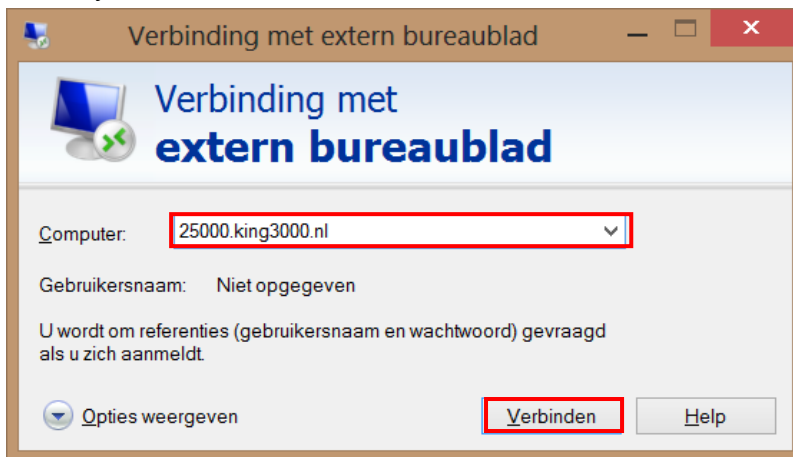 Verbinding met extern bureaublad
Verbinding met
extern bureaublad
Computer: 25000.king3000.nl
Gebruikersnaam: Niet opgegeven
U wordt om referenties (gebruikersnaam en wachtwoord) gevraagd
als u zich aanmeldt.
Opties weergeven Verbinden Help